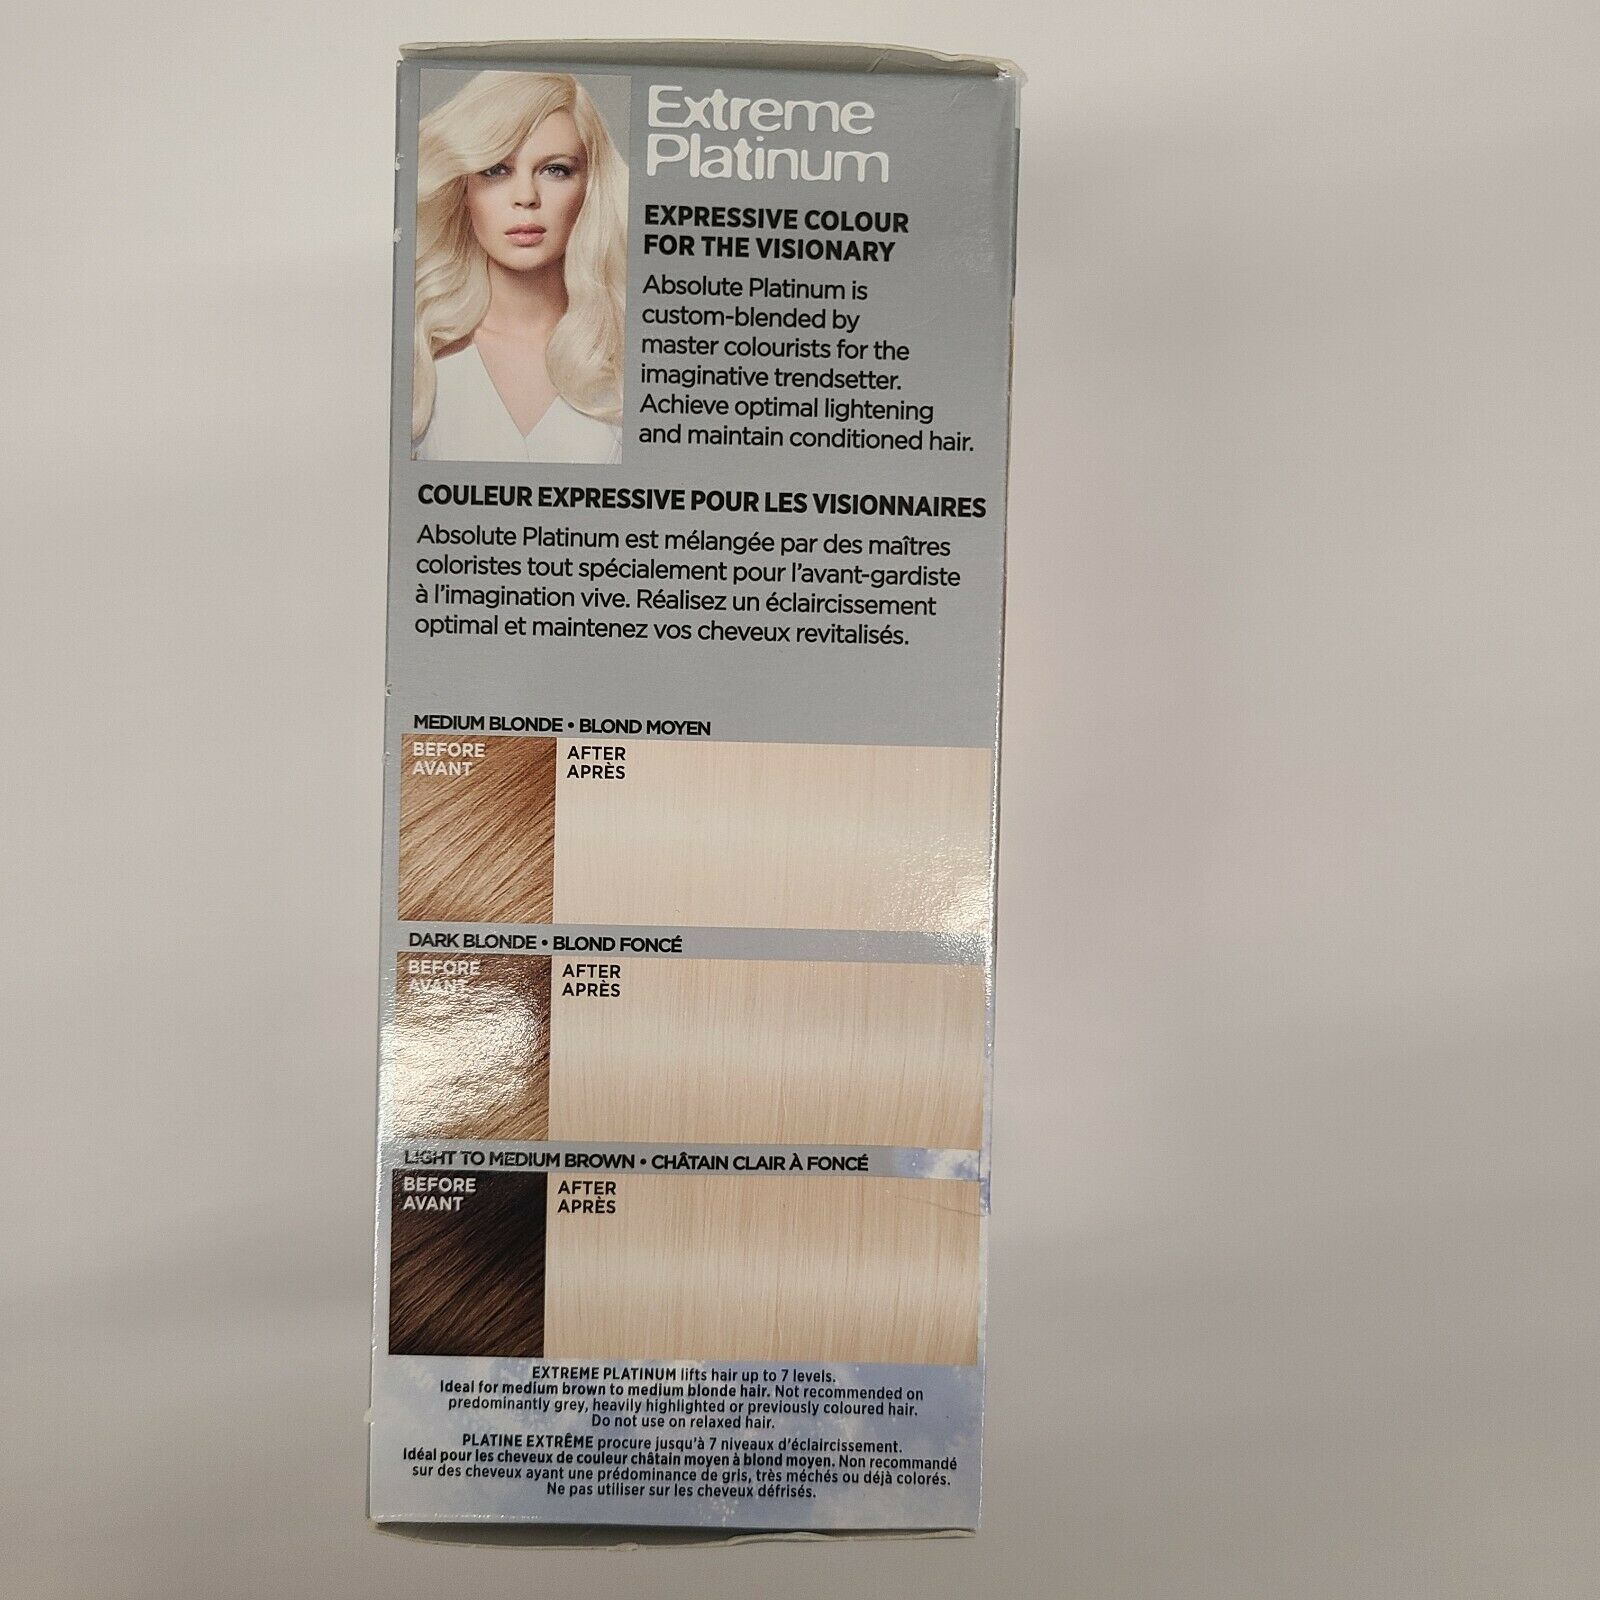 Extreme
Platinum
EXPRESSIVE COLOUR
FOR THE VISIONARY
Absolute Platinum is
custom-blended by
master colourists for the
imaginative trendsetter.
Achieve optimal lightening
and maintain conditioned hair.
COULEUR EXPRESSIVE POUR LES VISIONNAIRES
Absolute Platinum est mélangée par des maîtres
coloristes tout spécialement pour l'avant-gardiste
à l'imagination vive. Réalisez un éclaircissement
optimal et maintenez vos cheveux revitalisés.
MEDIUM BLONDE • BLOND MOYEN
BEFORE
AVANT
AFTER
APRÈS
DARK BLONDE • BLOND FONCÉ
BEFORE
AVANT
AFTER
APRÈS
LIGHT TO MEDIUM BROWN • CHÂTAIN CLAIR À FONCÉ
BEFORE
AVANT
AFTER
APRÈS
EXTREME PLATINUM lifts hair up to 7 levels.
Ideal for medium brown to medium blonde hair. Not recommended on
predominantly grey, heavily highlighted or previously coloured hair.
Do not use on relaxed hair.
PLATINE EXTRÊME procure jusqu'à 7 niveaux d'éclaircissement.
Idéal pour les cheveux de couleur châtain moyen à blond moyen. Non recommandé
sur des cheveux ayant une prédominance de gris, très méchés ou déjà colorés.
Ne pas utiliser sur les cheveux défrisés.